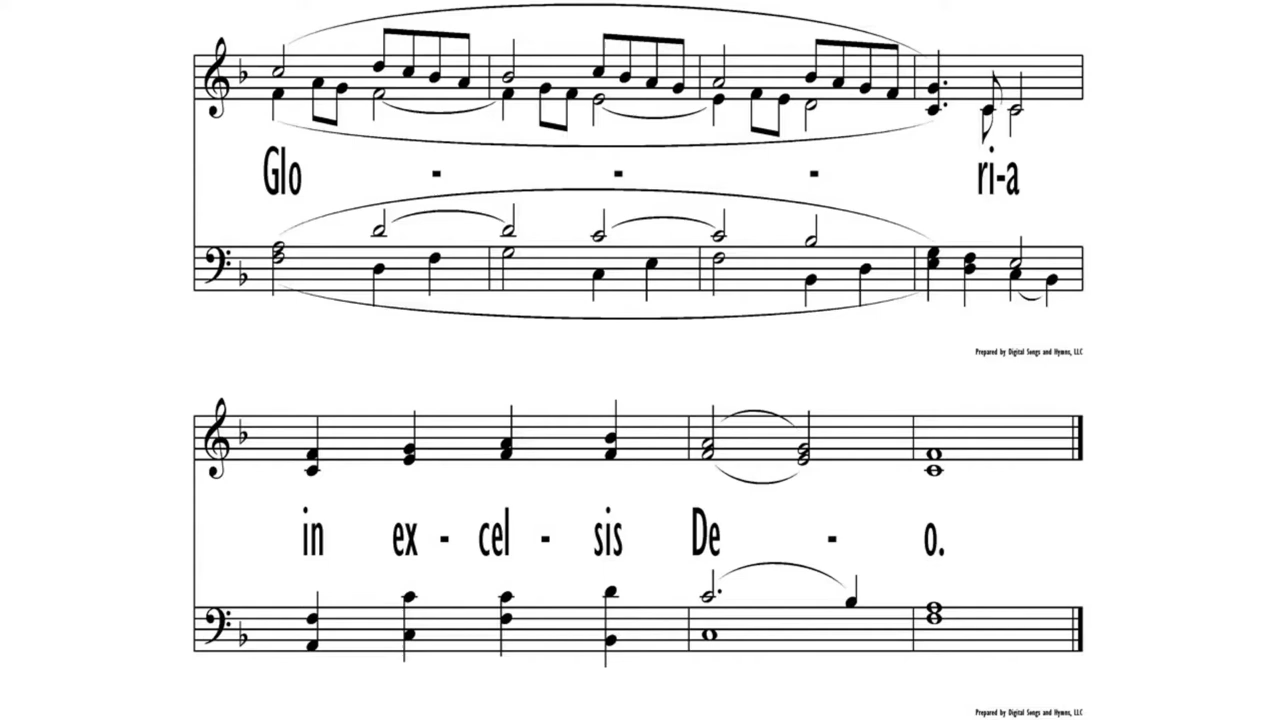 Glo - - - ri-a
Prepared by Digital Songs and Hymns, LLC
in ex - cel - sis De - o.
Prepared by Digital Songs and Hymns, LLC